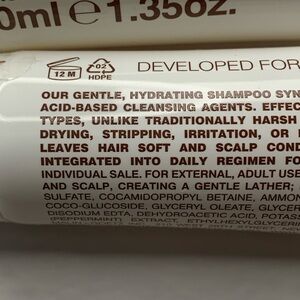 0ml e 1.35oz.
12 M
02
HDPE
DEVELOPED FOR
OUR GENTLE, HYDRATING SHAMPOO SYN
ACID-BASED CLEANSING AGENTS. EFFEC
TYPES, UNLIKE TRADITIONALLY HARSH
DRYING, STRIPPING, IRRITATION, OR
LEAVES HAIR SOFT AND SCALP COND
INTEGRATED INTO DAILY REGIMEN FO
INDIVIDUAL SALE. FOR EXTERNAL, ADULT USE
AND SCALP, CREATING A GENTLE LATHER;
SULFATE, COCAMIDOPROPYL BETAINE, AMMON
COCO-GLUCOSIDE, GLYCERYL OLEATE, GLYCER
DISODIUM EDTA, DEHYDROACETIC ACID, POTAS
(PEPPERMINT) EXTRACT, ETHYLHEXYLGLYCER